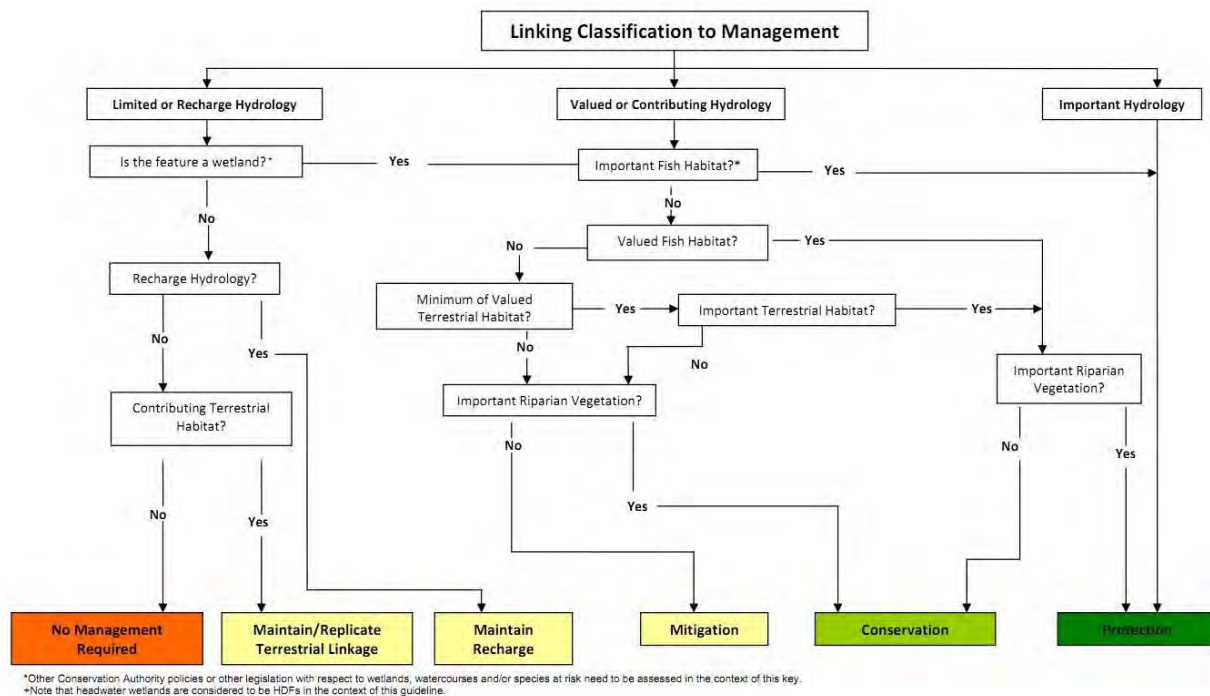 Linking Classification to Management
Limited or Recharge Hydrology
Valued or Contributing Hydrology
Important Hydrology
Is the feature a wetland?+
Yes
Important Fish Habitat?*
Yes
No
No
No
Valued Fish Habitat?
Yes
Recharge Hydrology?
Minimum of Valued
Terrestrial Habitat?
Yes
Important Terrestrial Habitat?
Yes
No
Yes
No
No
Important Riparian
Vegetation?
Contributing Terrestrial
Habitat?
Important Riparian Vegetation?
No
No
Yes
No
Yes
Yes
No Management
Required
Maintain/Replicate
Terrestrial Linkage
Maintain
Recharge
Mitigation
Conservation
Protection
*Other Conservation Authority policies or other legislation with respect to wetlands, watercourses and/or species at risk need to be assessed in the context of this key.
+Note that headwater wetlands are considered to be HDFs in the context of this guideline.